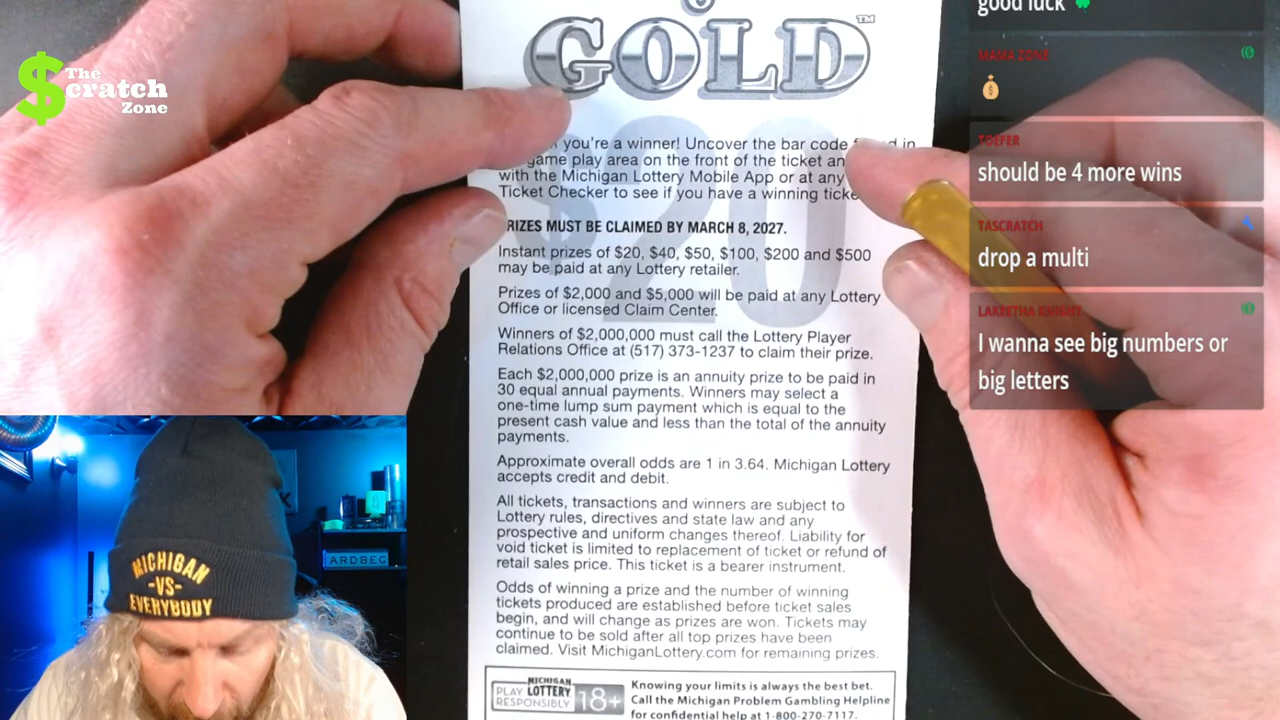 The
$cratch
Zone
GOLD™
you're a winner! Uncover the bar code in
game play area on the front of the ticket
with the Michigan Lottery Mobile App or at any
Ticket Checker to see if you have a winning
$20
PRIZES MUST BE CLAIMED BY MARCH 8, 2027.
Instant prizes of $20, $40, $50, $100, $200 and $500
may be paid at any Lottery retailer.
Prizes of $2,000 and $5,000 will be paid at any Lottery
Office or licensed Claim Center.
Winners of $2,000,000 must call the Lottery Player
Relations Office at (517) 373-1237 to claim their prize.
Each $2,000,000 prize is an annuity prize to be paid in
30 equal annual payments. Winners may select a
one-time lump sum payment which is equal to the
present cash value and less than the total of the annuity
payments.
Approximate overall odds are 1 in 3.64. Michigan Lottery
accepts credit and debit.
All tickets, transactions and winners are subject to
Lottery rules, directives and state law and any
prospective and uniform changes thereof. Liability for
void ticket is limited to replacement of ticket or refund of
retail sales price. This ticket is a bearer instrument.
Odds of winning a prize and the number of winning
tickets produced are established before ticket sales
begin, and will change as prizes are won. Tickets may
continue to be sold after all top prizes have been
claimed. Visit MichiganLottery.com for remaining prizes.
MICHIGAN
PLAY LOTTERY
RESPONSIBLY
18+
Knowing your limits is always the best bet.
Call the Michigan Problem Gambling Helpline
for confidential help at 1-800-270-7117.
good luck
MAMA ZONE
TOEFER
should be 4 more wins
TASCRATCH
drop a multi
LAKEETHA
I wanna see big numbers or
big letters
MICHIGAN
-VS-
EVERYBODY
ARDBEG